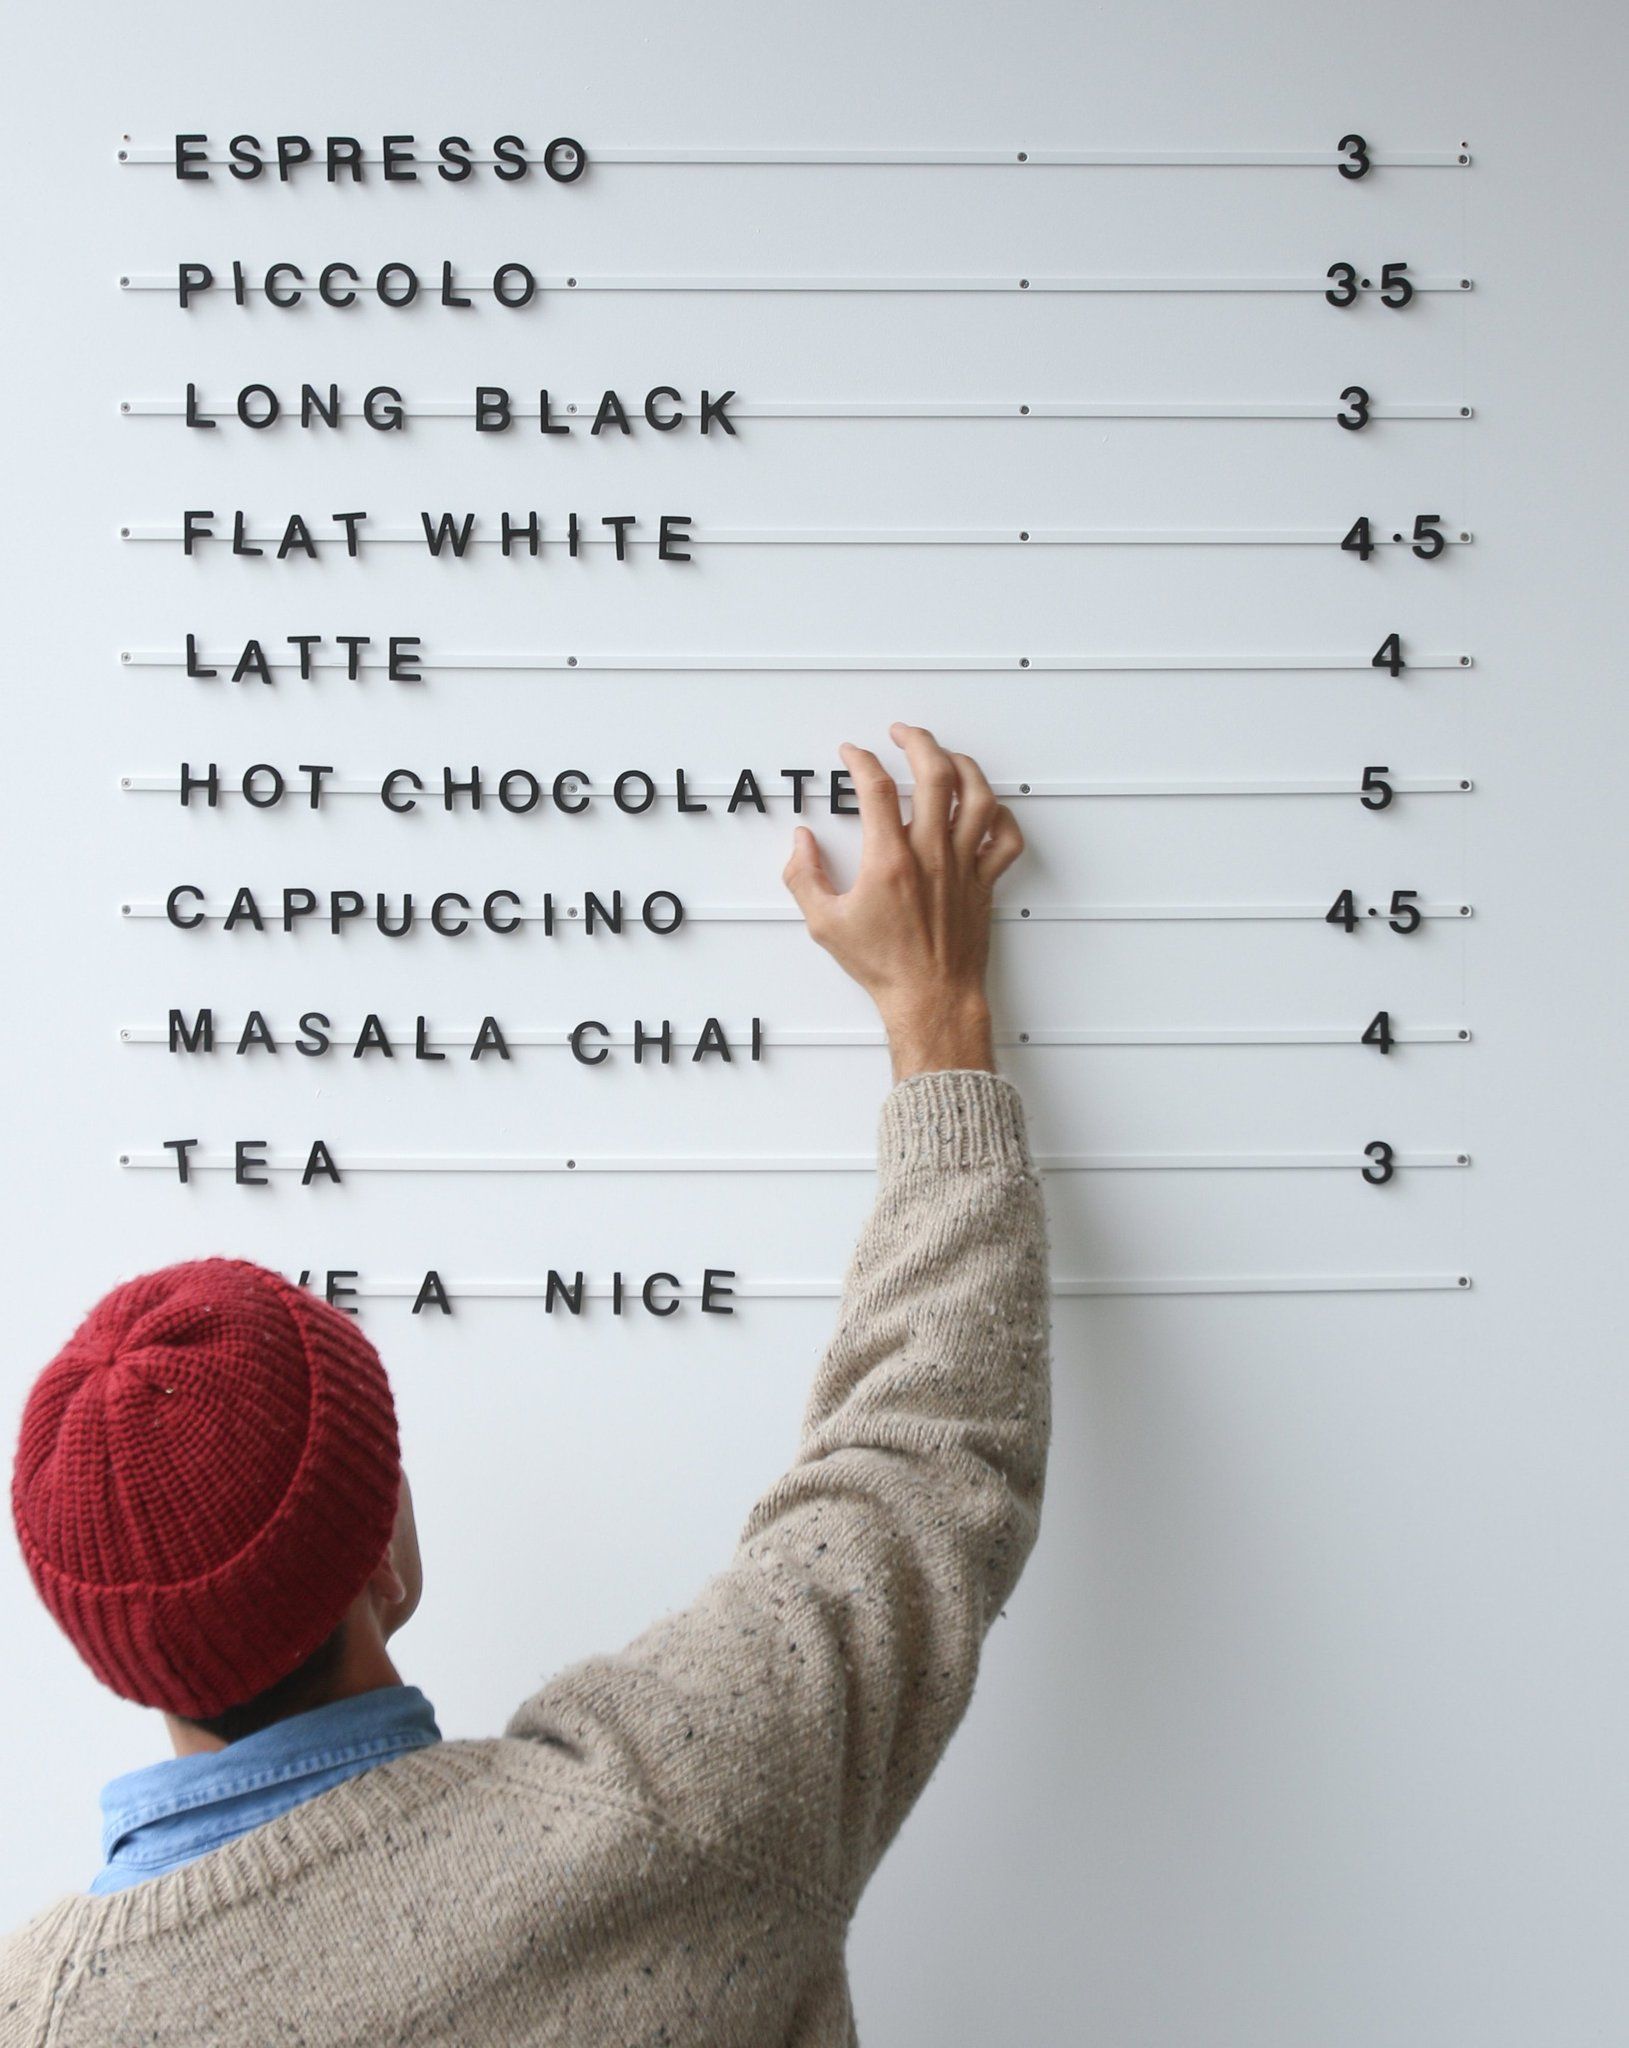 ESPRESSO 3
PICCOLO 3·5
LONG BLACK 3
FLAT WHITE 4·5
LATTE 4
HOT CHOCOLATE 5
CAPPUCCINO 4·5
MASALA CHAI 4
TEA 3
A NICE